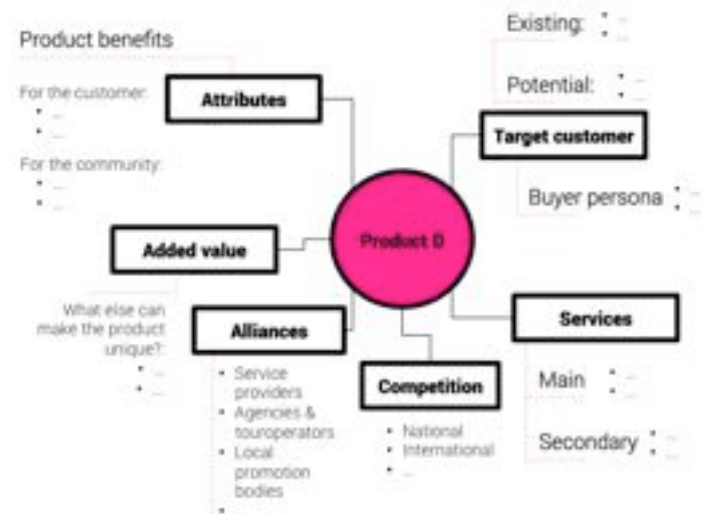 Product benefits
For the customer:
For the community:
Attributes
Existing:
Potential:
Target customer
Buyer persona
Product D
Added value
What else can
make the product
unique?:
Alliances
• Service
providers
• Agencies &
touroperators
• Local
promotion
bodies
Competition
• National
• International
Services
Main
Secondary